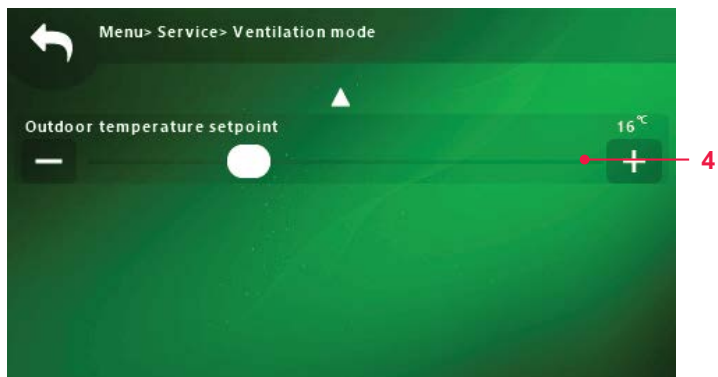 Menu> Service> Ventilation mode
Outdoor temperature setpoint
16℃
4